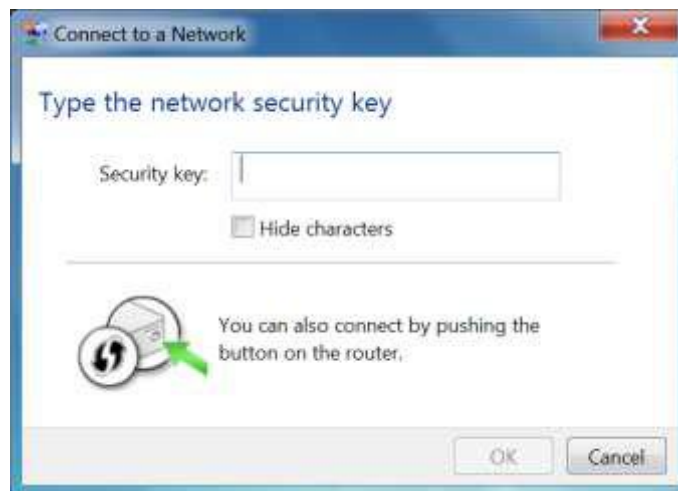 Connect to a Network
Type the network security key
Security key:
Hide characters
You can also connect by pushing the
button on the router.
OK
Cancel